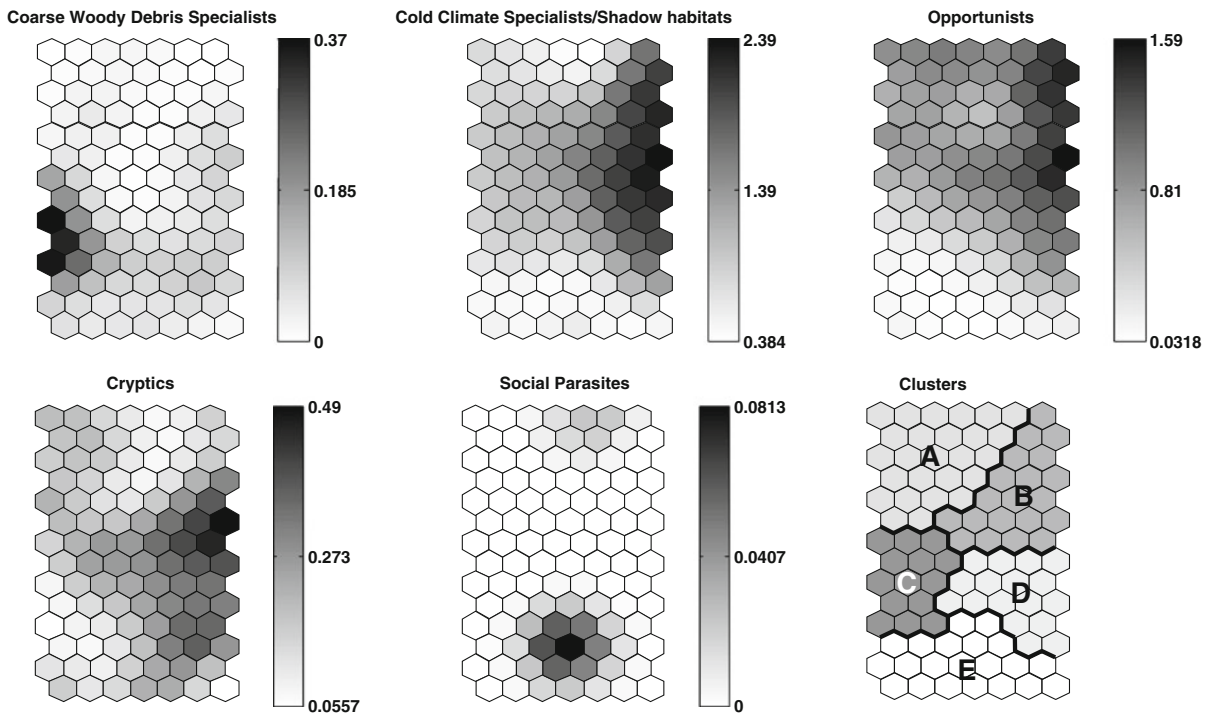 Coarse Woody Debris Specialists
Cold Climate Specialists/Shadow habitats
Opportunists
0.37
0.185
0
2.39
1.39
0.384
1.59
0.81
0.0318
Cryptics
Social Parasites
Clusters
0.49
0.273
0.0557
0.0813
0.0407
0
A
B
C
D
E